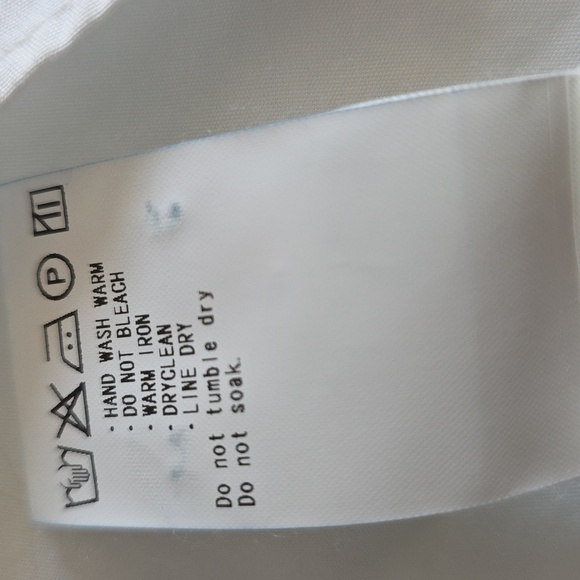 P
· HAND WASH WARM
· DO NOT BLEACH
· WARM IRON
· DRYCLEAN
· LINE DRY
Do not tumble dry
Do not soak.